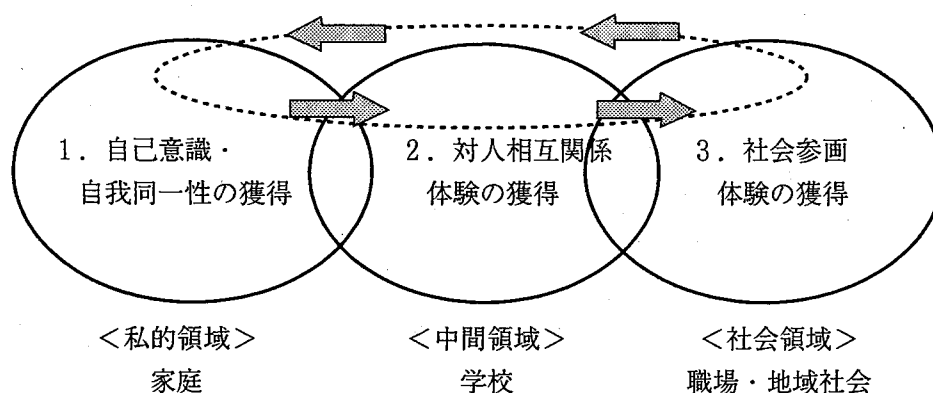 1．自己意識・
自我同一性の獲得
2．対人相互関係
体験の獲得
3．社会参画
体験の獲得
＜私的領域＞
家庭
＜中間領域＞
学校
＜社会領域＞
職場・地域社会